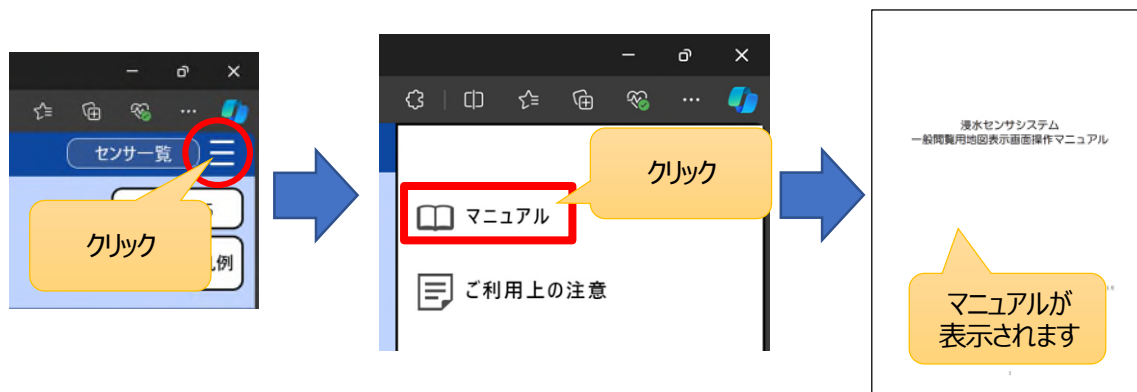 センサ一覧
クリック
例
マニュアル
クリック
ご利用上の注意
浸水センサシステム
一般閲覧用地図表示画面操作マニュアル
マニュアルが
表示されます